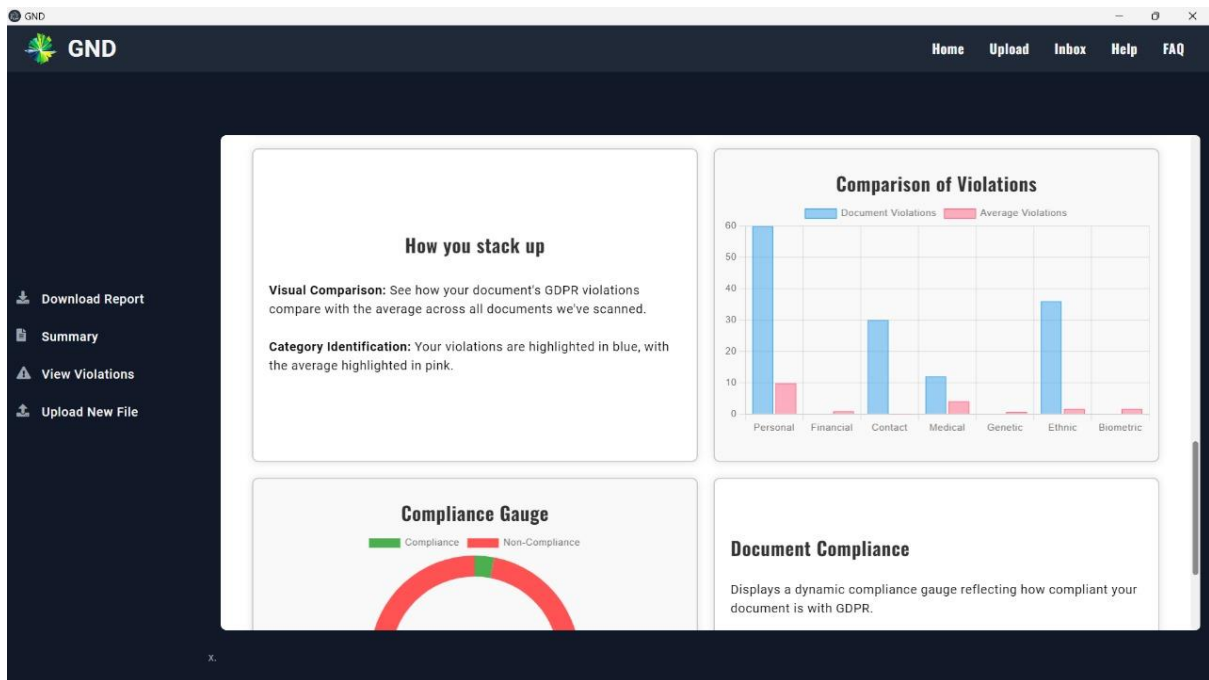 GND
GND
Home Upload Inbox Help FAQ
Download Report
Summary
View Violations
Upload New File
How you stack up
Visual Comparison: See how your document's GDPR violations
compare with the average across all documents we've scanned.
Category Identification: Your violations are highlighted in blue, with
the average highlighted in pink.
Comparison of Violations
Document Violations Average Violations
60
50
40
30
20
10
0
Personal Financial Contact Medical Genetic Ethnic Biometric
Compliance Gauge
Compliance Non-Compliance
Document Compliance
Displays a dynamic compliance gauge reflecting how compliant your
document is with GDPR.
x.